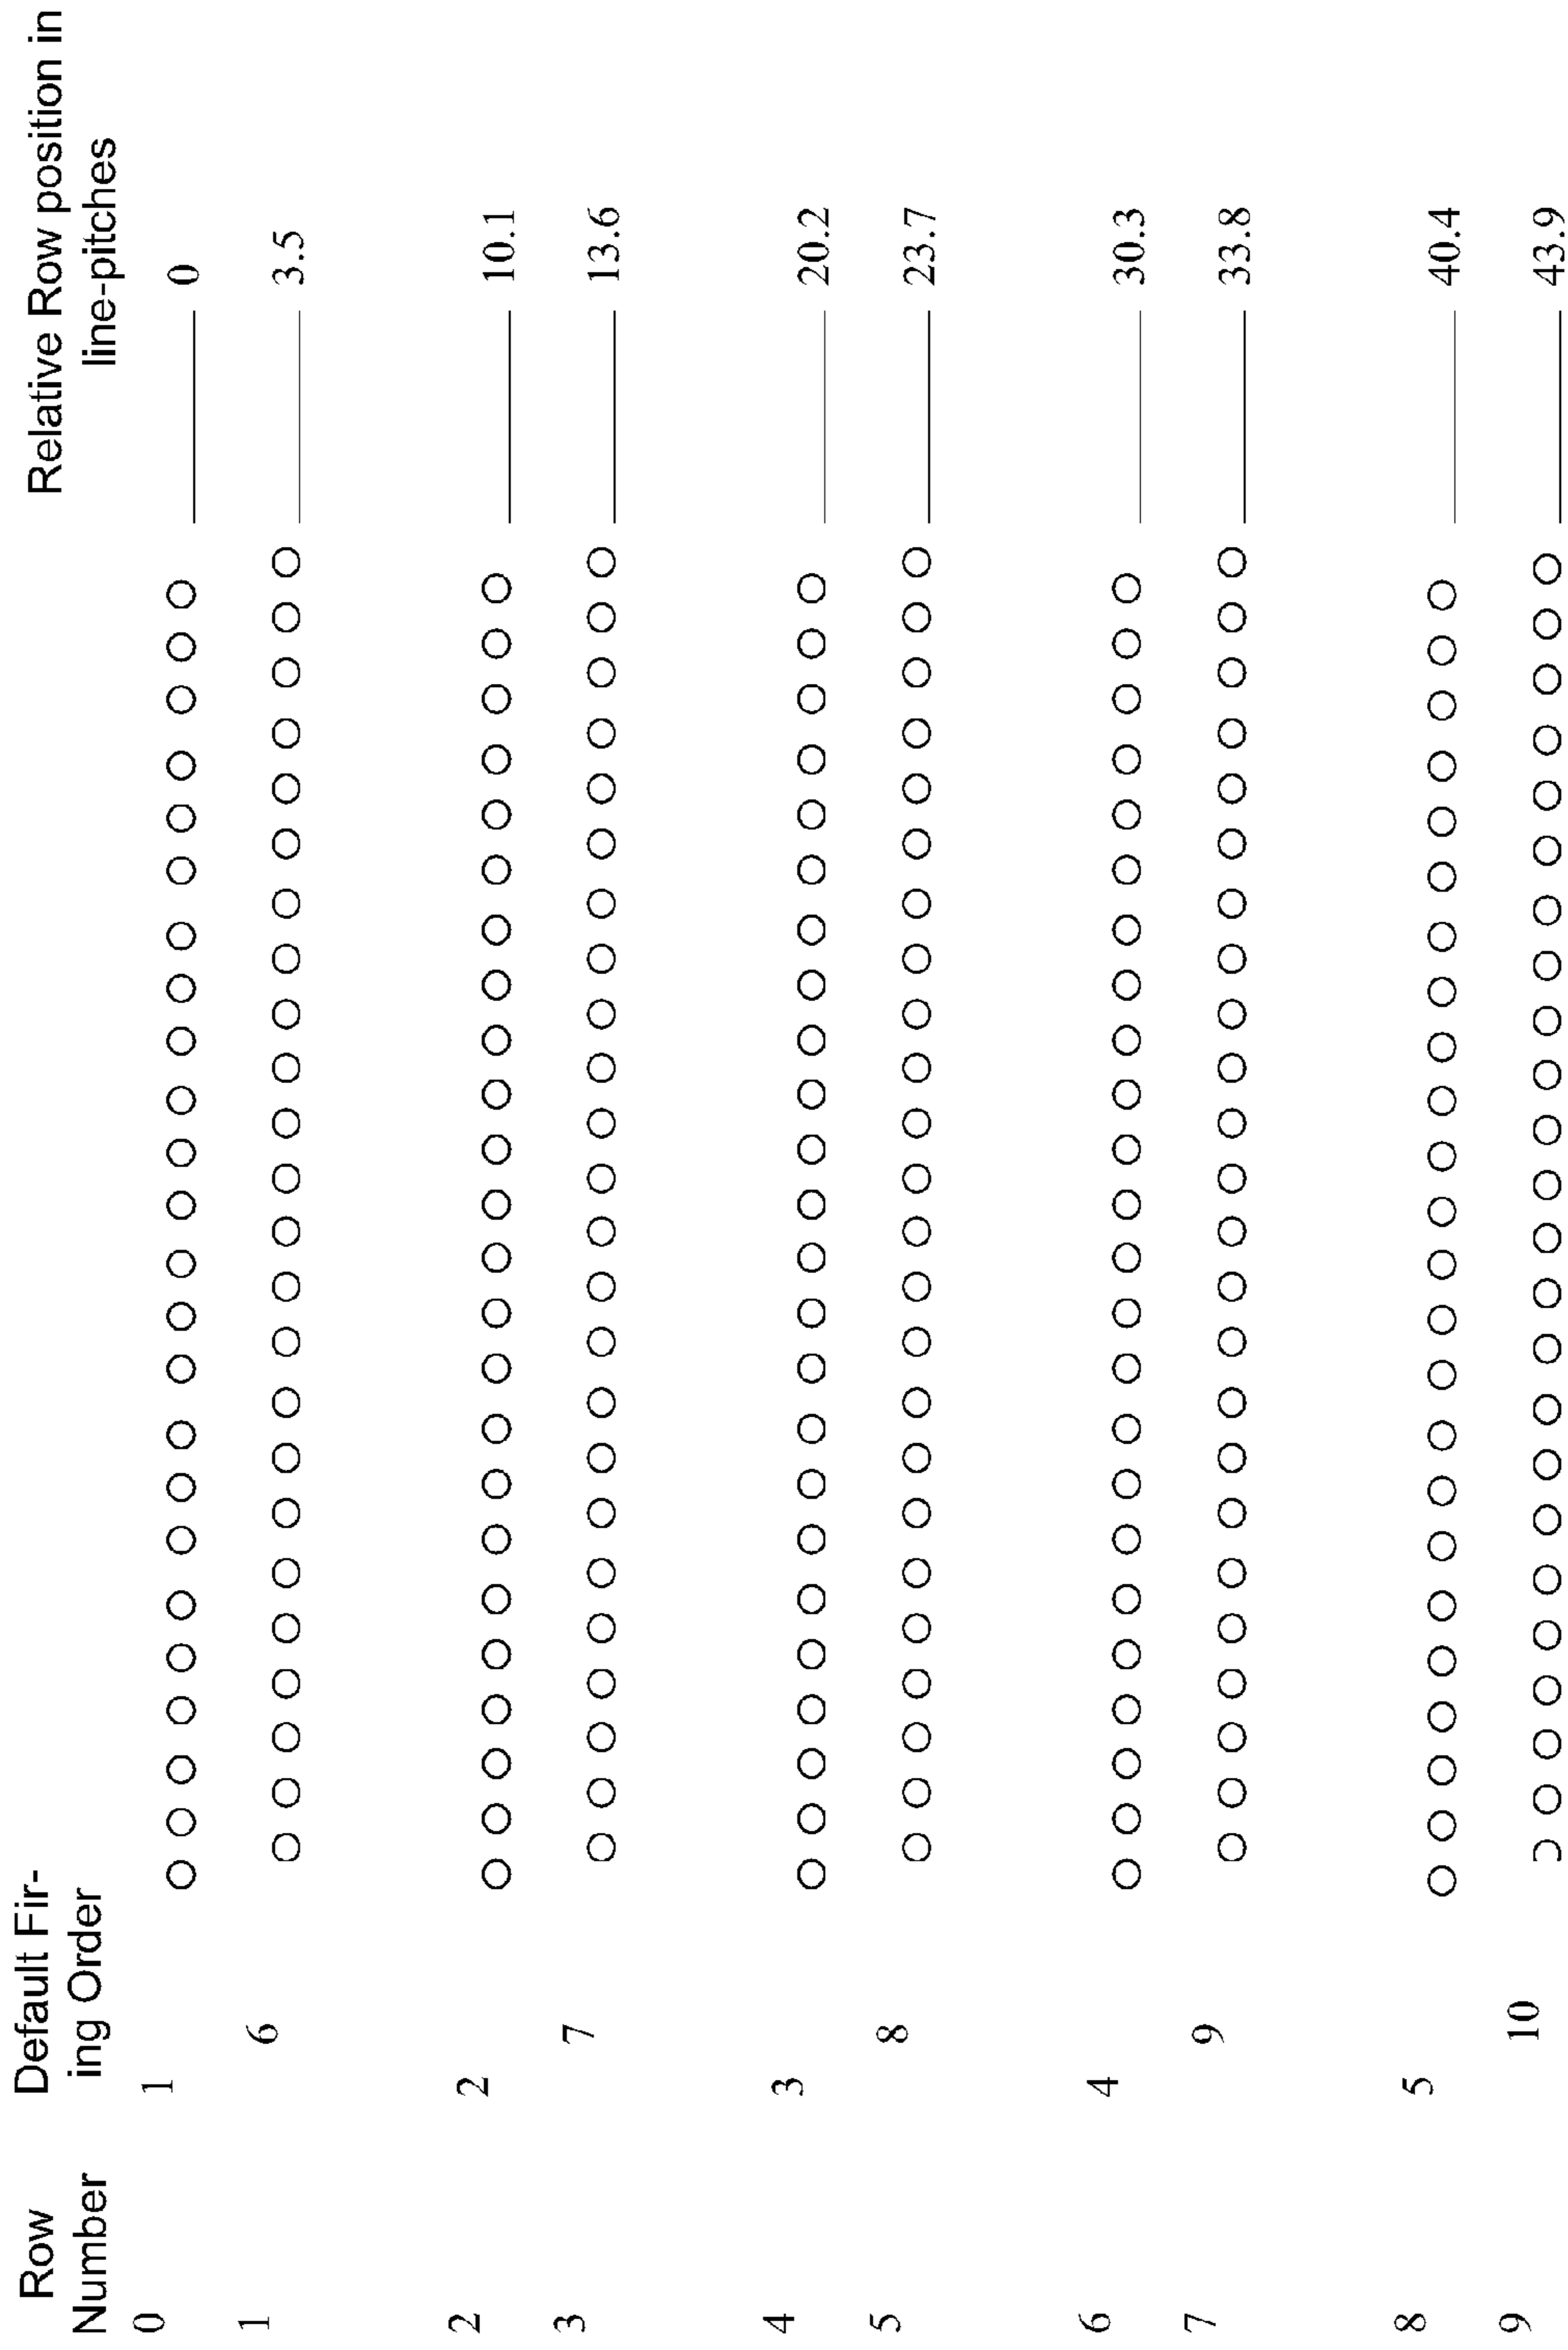 Row Number
Default Fir-
ing Order
Relative Row position in
line-pitches
0 1 0
1 6 3.5
2 2 10.1
3 7 13.6
4 3 20.2
5 8 23.7
6 4 30.3
7 9 33.8
8 5 40.4
9 10 43.9